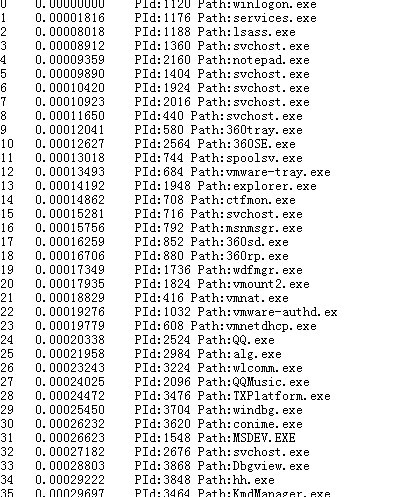 0 0.00000000 PId:1120 Path:winlogon.exe
1 0.00001816 PId:1176 Path:services.exe
2 0.00008018 PId:1188 Path:lsass.exe
3 0.00008912 PId:1360 Path:svchost.exe
4 0.00009359 PId:2160 Path:notepad.exe
5 0.00009890 PId:1404 Path:svchost.exe
6 0.00010420 PId:1924 Path:svchost.exe
7 0.00010923 PId:2016 Path:svchost.exe
8 0.00011650 PId:440 Path:svchost.exe
9 0.00012041 PId:580 Path:360tray.exe
10 0.00012627 PId:2564 Path:360SE.exe
11 0.00013018 PId:744 Path:spoolsv.exe
12 0.00013493 PId:684 Path:vmware-tray.exe
13 0.00014192 PId:1948 Path:explorer.exe
14 0.00014862 PId:708 Path:ctfmon.exe
15 0.00015281 PId:716 Path:svchost.exe
16 0.00015756 PId:792 Path:msnmsgr.exe
17 0.00016259 PId:852 Path:360sd.exe
18 0.00016706 PId:880 Path:360rp.exe
19 0.00017349 PId:1736 Path:wdfmgr.exe
20 0.00017935 PId:1824 Path:vmount2.exe
21 0.00018829 PId:416 Path:vmnat.exe
22 0.00019276 PId:1032 Path:vmware-authd.ex
23 0.00019779 PId:608 Path:vmnetdhcp.exe
24 0.00020338 PId:2524 Path:QQ.exe
25 0.00021958 PId:2984 Path:alg.exe
26 0.00023243 PId:3224 Path:wlcomm.exe
27 0.00024025 PId:2096 Path:QQMusic.exe
28 0.00024472 PId:3476 Path:TXPlatform.exe
29 0.00025450 PId:3704 Path:windbg.exe
30 0.00026232 PId:3620 Path:conime.exe
31 0.00026623 PId:1548 Path:MSDEV.EXE
32 0.00027182 PId:2676 Path:svchost.exe
33 0.00028803 PId:3868 Path:Dbgview.exe
34 0.00029222 PId:3848 Path:hh.exe
35 0.00029697 PId:3464 Path:KmdManager.exe